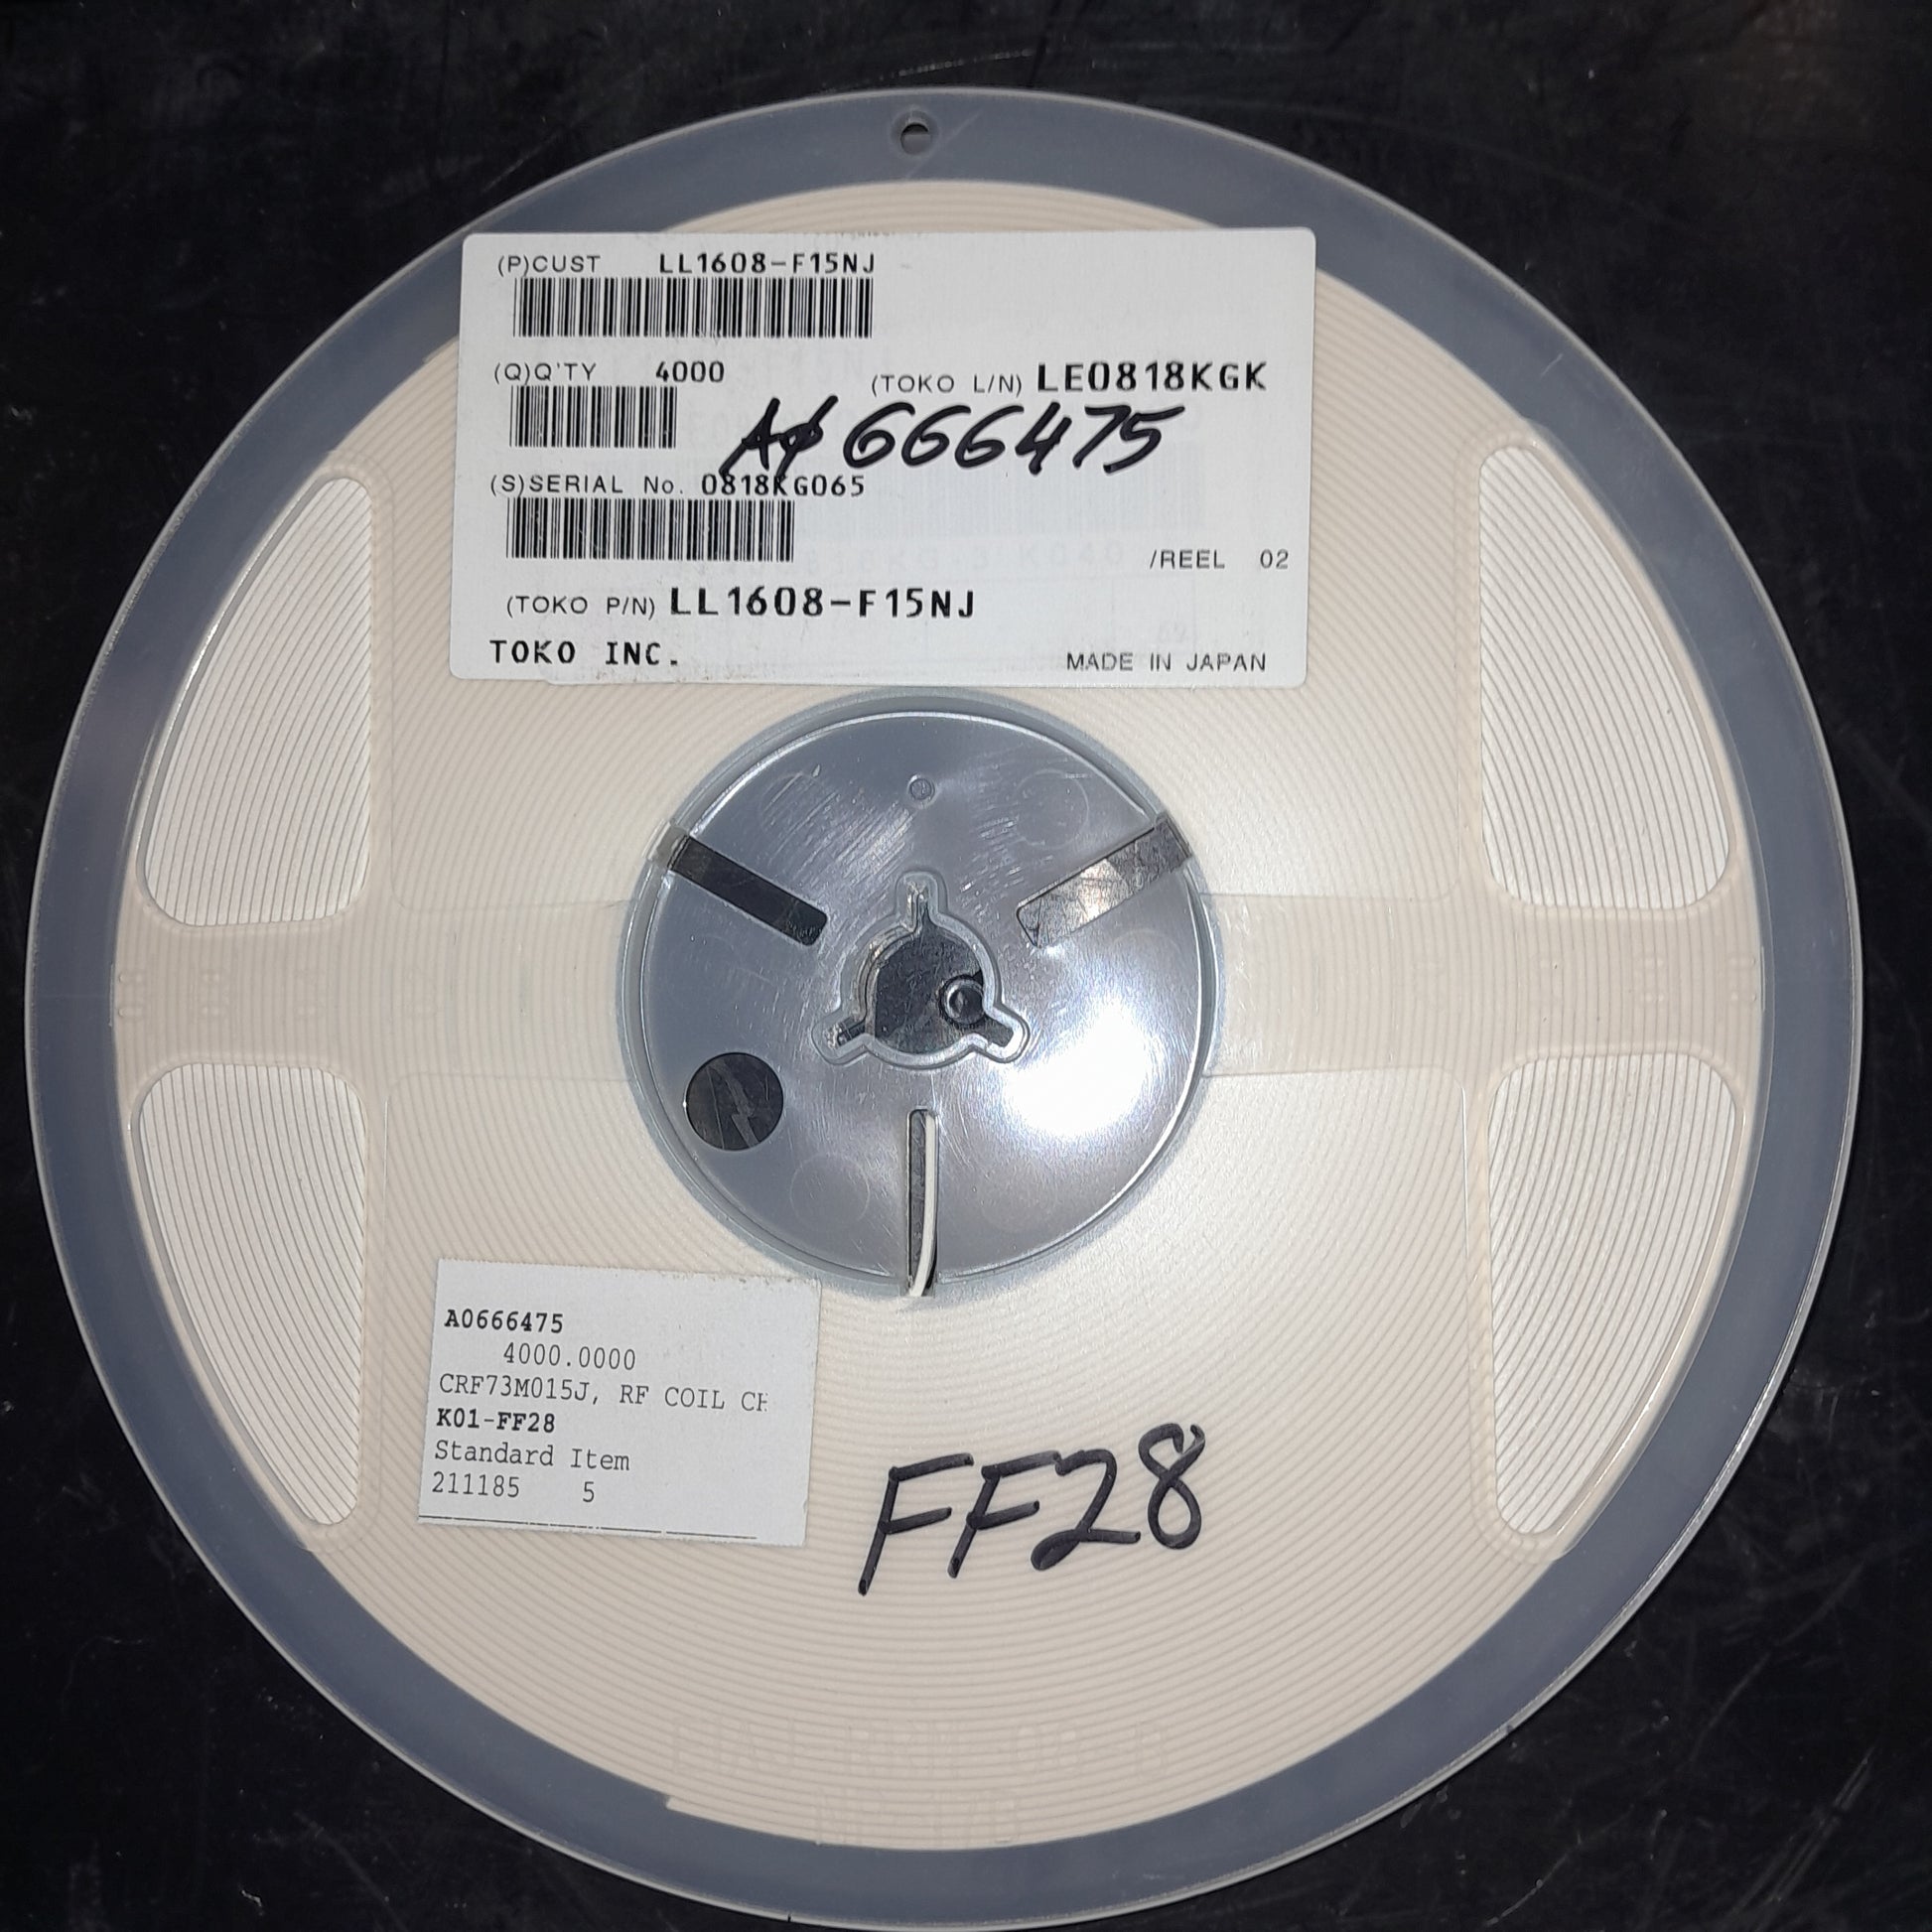 (P)CUST LL1608-F15NJ
(Q)Q'TY 4000 (TOKO L/N) LE0818KGK
A0666475
(S)SERIAL No. 0818KG065
/REEL 02
(TOKO P/N) LL1608-F15NJ
TOKO INC. MADE IN JAPAN
A0666475
4000.0000
CRF73M015J, RF COIL
K01-FF28
Standard Item
211185 5
FF28